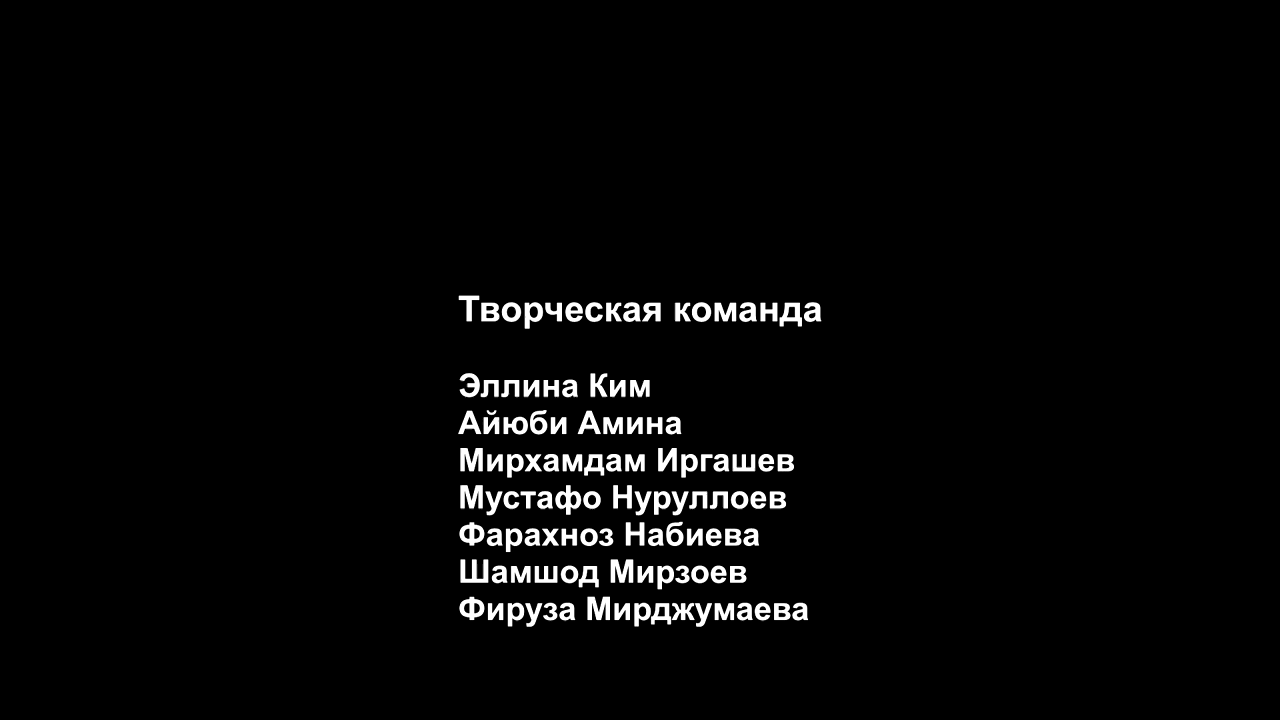 Творческая команда
Эллина Ким
Айюби Амина
Мирхамдам Иргашев
Мустафо Нуруллоев
Фарахноз Набиева
Шамшод Мирзоев
Фируза Мирджумаева